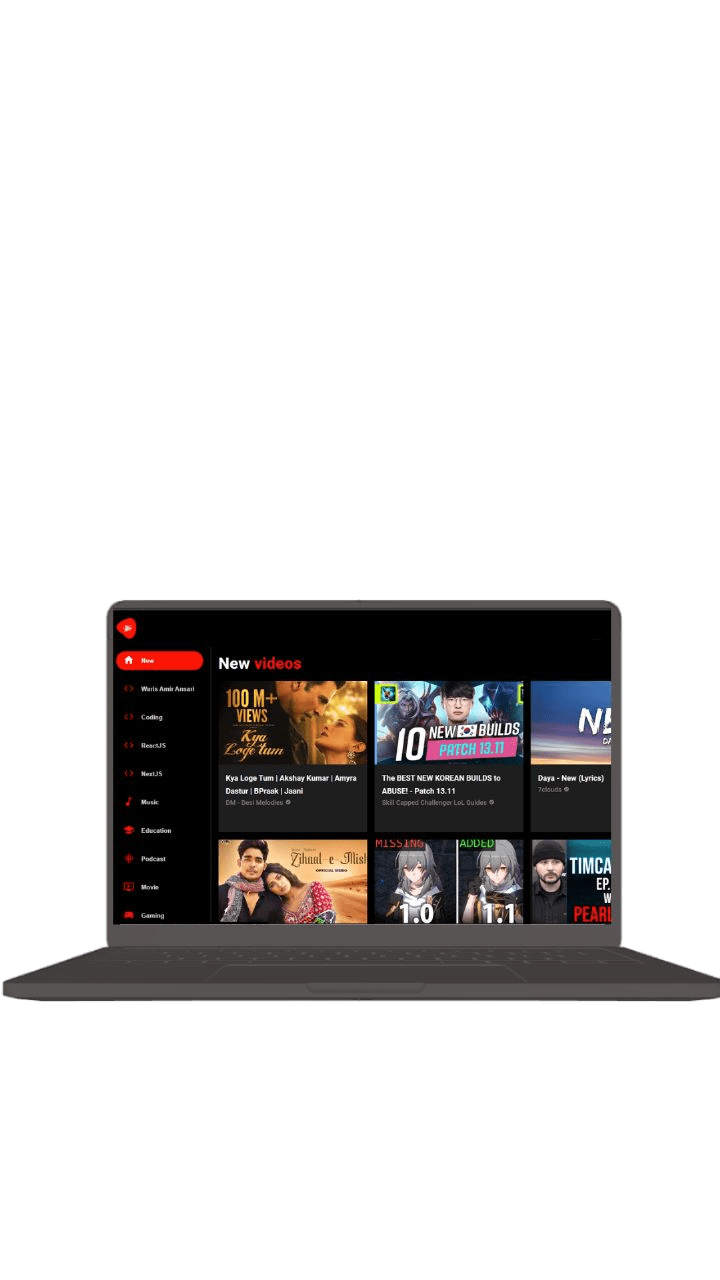 New videos
New
Waris Amir Ansari
Coding
ReactJS
NextJS
Music
Education
Podcast
Movie
Gaming
100 M+
VIEWS
Kya
Loge Tum
Kya Loge Tum | Akshay Kumar | Amyra
Dastur | BPraak | Jaani
DM - Desi Melodies
10 NEW BUILDS
PATCH 13.11
The BEST NEW KOREAN BUILDS to
ABUSE! - Patch 13.11
Skill Capped Challenger LoL Guides
NE
DA
Daya - New (Lyrics)
7clouds
Zihaal-e-Misk
OFFICIAL VIDEO
MISSING
ADDED
1.0
1.1
TIMCA
EP.
W
PEARL